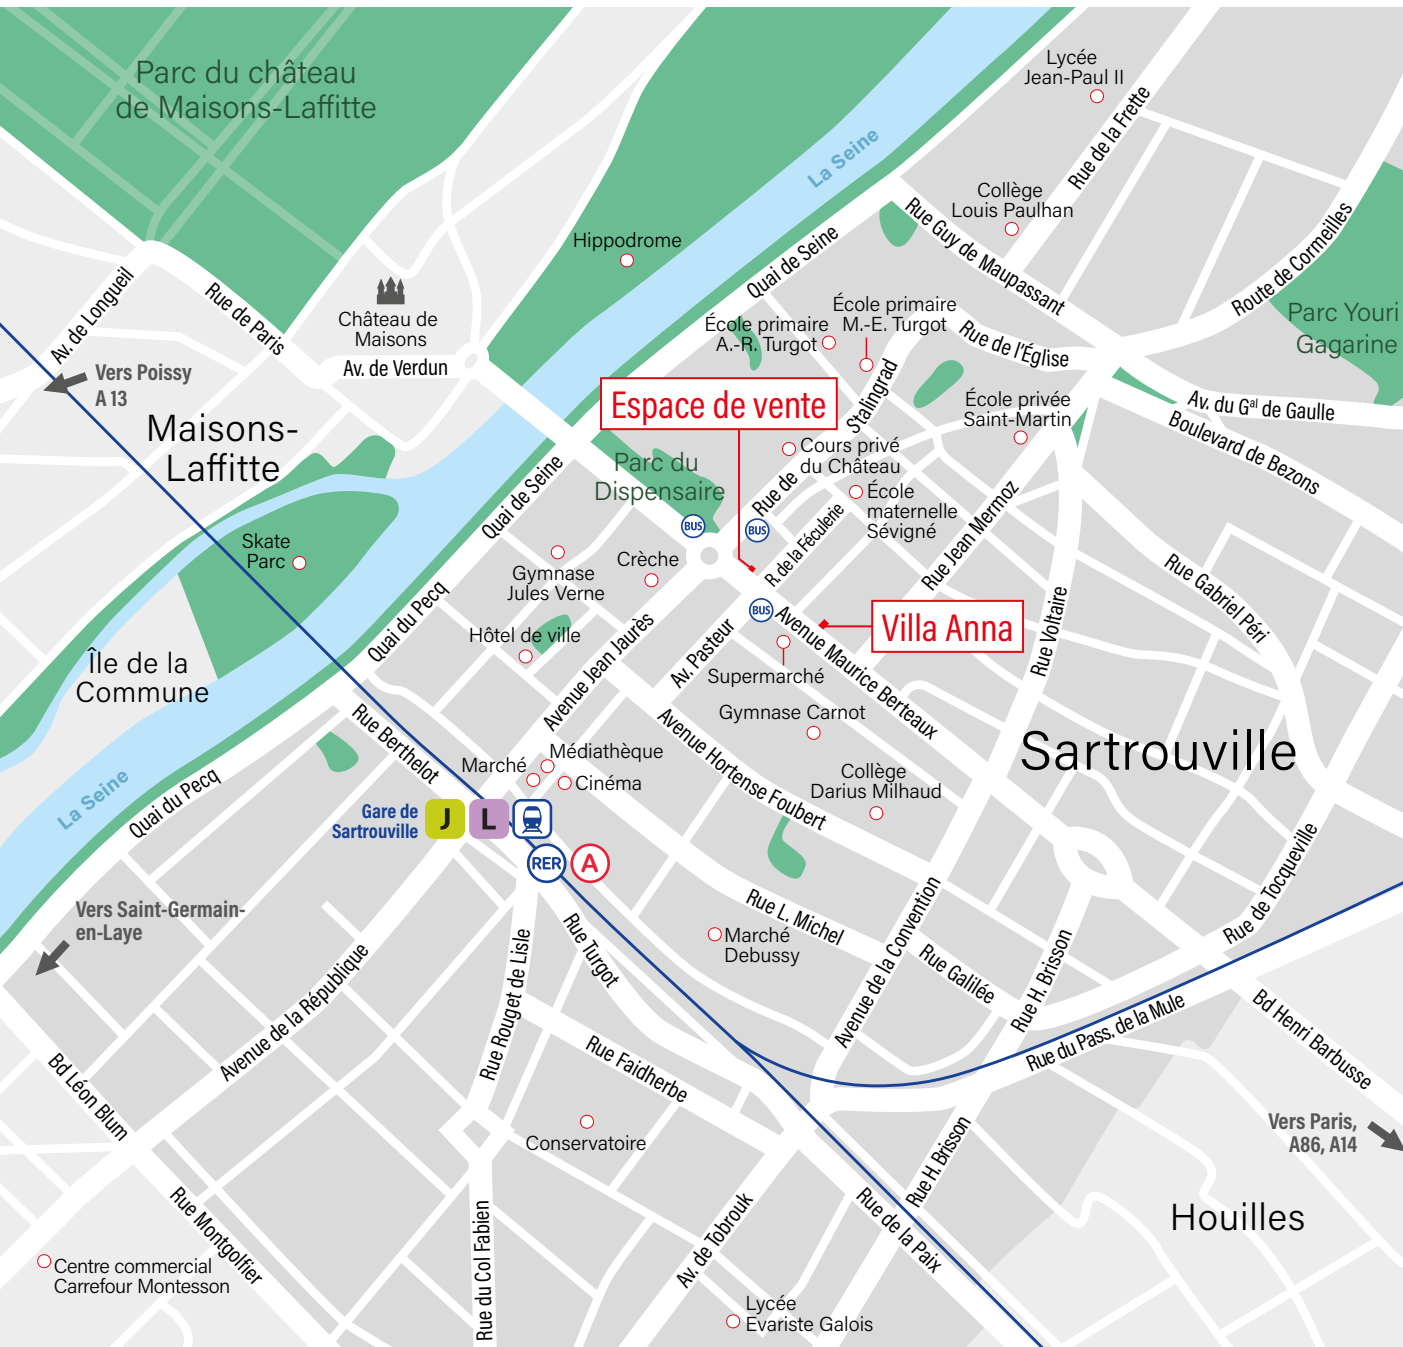 Parc du château
de Maisons-Laffitte
Lycée
Jean-Paul II
Rue de la Frette
La Seine
Collège
Louis Paulhan
Rue Guy de Maupassant
Route de Cormeilles
Hippodrome
Quai de Seine
Av. de Longueil
Rue de Paris
Château de
Maisons
Av. de Verdun
École primaire
M.-E. Turgot
École primaire
A.-R. Turgot
Rue de l'Église
Parc Youri
Gagarine
Vers Poissy
A 13
Espace de vente
Rue de Stalingrad
École privée
Saint-Martin
Av. du Gal de Gaulle
Boulevard de Bezons
Maisons-
Laffitte
Parc du
Dispensaire
Cours privé
du Château
École
maternelle
Sévigné
Quai de Seine
BUS
BUS
R. de la Féculerie
Rue Jean Mermoz
Skate
Parc
Gymnase
Jules Verne
Crèche
Rue Gabriel Péri
Quai du Pecq
BUS
Avenue Maurice Berteaux
Villa Anna
Rue Voltaire
Hôtel de ville
Avenue Jean Jaurès
Av. Pasteur
Supermarché
Île de la
Commune
Gymnase Carnot
Rue Berthelot
Avenue Hortense Foubert
Sartrouville
Marché
Médiathèque
Cinéma
Collège
Darius Milhaud
La Seine
Quai du Pecq
Gare de
Sartrouville
J
L
RER
A
Rue de Tocqueville
Vers Saint-Germain-
en-Laye
Rue L. Michel
Marché
Debussy
Avenue de la Convention
Rue Galilée
Rue H. Brisson
Rue Turgot
Rue Rouget de Lisle
Avenue de la République
Rue du Pass. de la Mule
Bd Henri Barbusse
Bd Léon Blum
Rue Faidherbe
Conservatoire
Rue H. Brisson
Vers Paris,
A86, A14
Houilles
Rue Montgolfier
Rue du Col Fabien
Av. de Tobrouk
Rue de la Paix
Centre commercial
Carrefour Montesson
Lycée
Evariste Galois